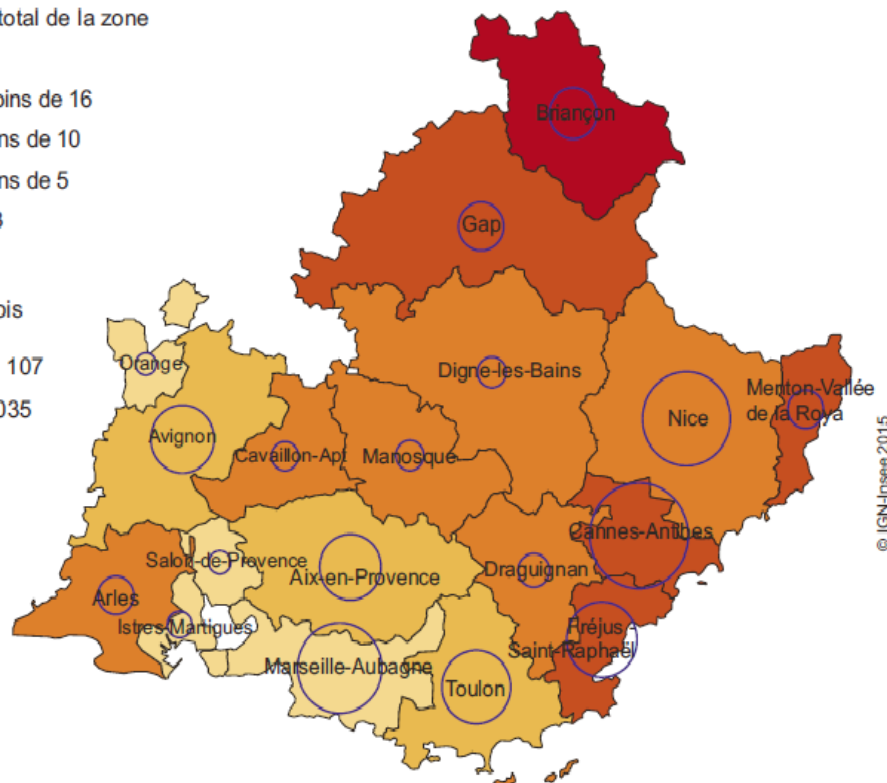 total de la zone
oins de 16
ns de 10
ns de 5
3
ois
107
035
Briançon
Gap
Orange
Digne-les-Bains
Menton-Vallée
de la Roya
Nice
Avignon
Cavaillon-Apt
Manosque
Cannes-Antibes
Salon-de-Provence
Aix-en-Provence
Draguignan
Arles
Istres-Martigues
Fréjus -
Saint-Raphaël
Marseille-Aubagne
Toulon
© IGN-Insee 2015